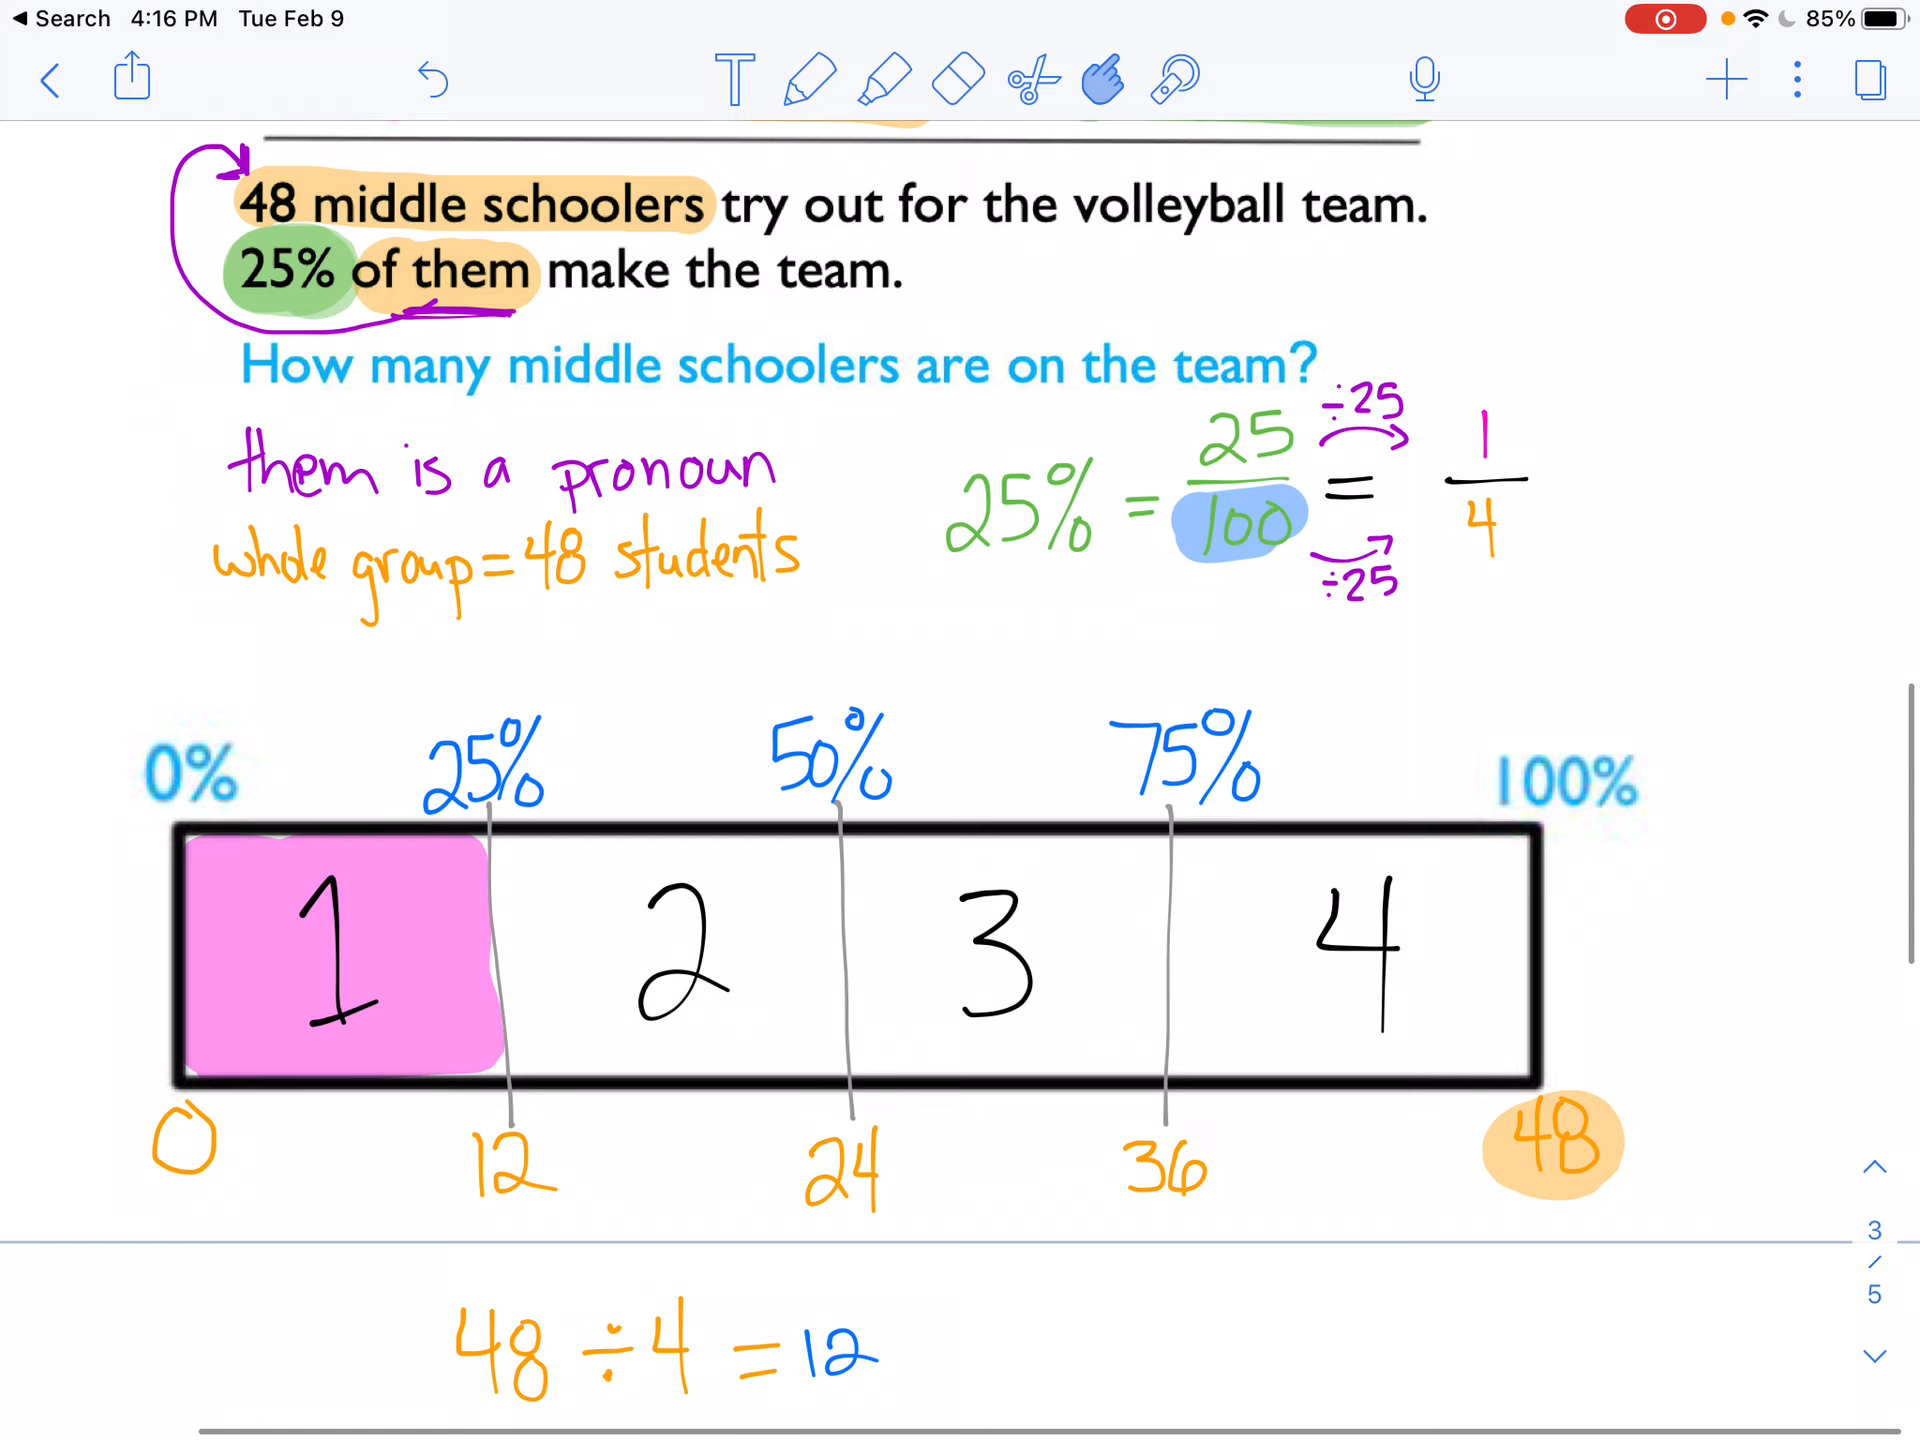 Search 4:16 PM Tue Feb 9 85%
T
48 middle schoolers try out for the volleyball team.
25% of them make the team.
How many middle schoolers are on the team?
them is a pronoun
whole group = 48 students
25% = 25/100 = 1/4
÷25
÷25
0% 25% 50% 75% 100%
1 2 3 4
0 12 24 36 48
3
/
5
48 ÷ 4 = 12